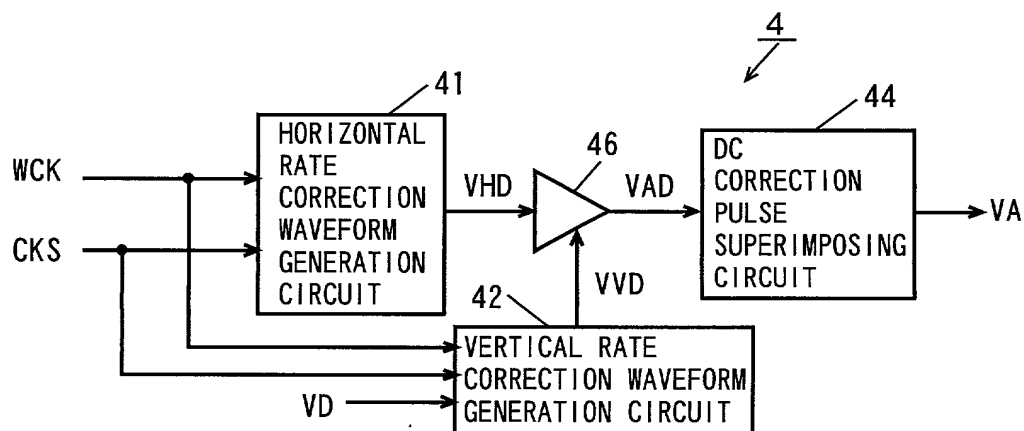 4
41
44
HORIZONTAL
RATE
CORRECTION
WAVEFORM
GENERATION
CIRCUIT
WCK
CKS
VHD
46
VAD
DC
CORRECTION
PULSE
SUPERIMPOSING
CIRCUIT
VA
VVD
42
VERTICAL RATE
CORRECTION WAVEFORM
GENERATION CIRCUIT
VD